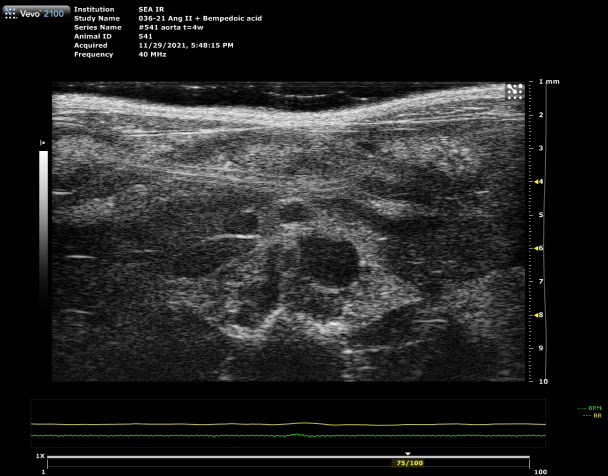 Vevo 2100
Institution SEA IR
Study Name 036-21 Ang II + Bempedoic acid
Series Name #541 aorta t=4w
Animal ID 541
Acquired 11/29/2021, 5:48:15 PM
Frequency 40 MHz
1 mm
2
3
4
5
6
7
8
9
10
BPM
RR
1X
75/100
1 100